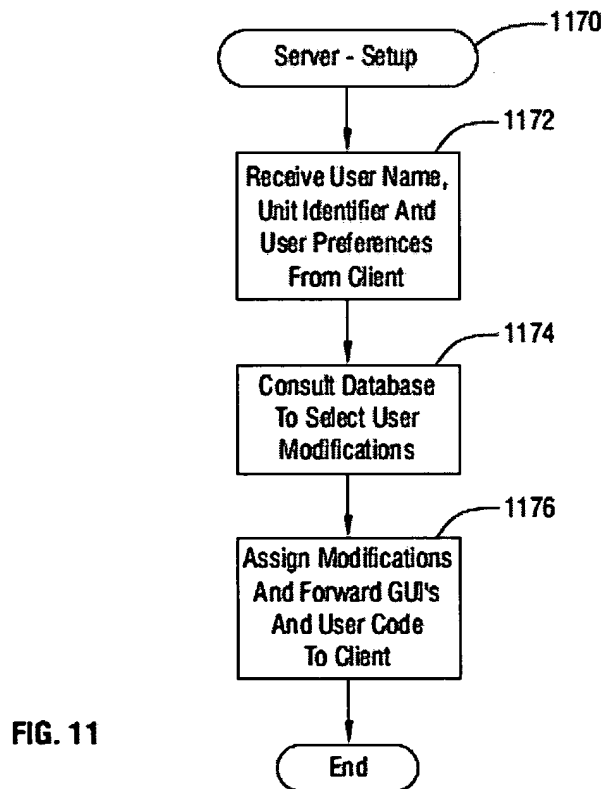 1170
Server - Setup
1172
Receive User Name,
Unit Identifier And
User Preferences
From Client
1174
Consult Database
To Select User
Modifications
1176
Assign Modifications
And Forward GUI's
And User Code
To Client
FIG. 11
End